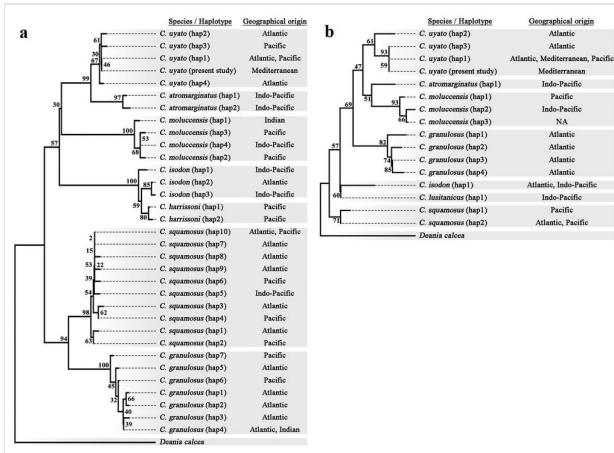 a
Species / Haplotype Geographical origin
61 C. uyato (hap2) Atlantic
C. uyato (hap3) Pacific
30 C. uyato (hap1) Atlantic, Pacific
67 46 C. uyato (present study) Mediterranean
99 C. uyato (hap4) Atlantic
97 C. atromarginatus (hap1) Indo-Pacific
C. atromarginatus (hap2) Indo-Pacific
30 C. moluccensis (hap1) Indian
100 53 C. moluccensis (hap3) Pacific
C. moluccensis (hap4) Indo-Pacific
57 68 C. moluccensis (hap2) Pacific
C. isodon (hap1) Indo-Pacific
100 85 C. isodon (hap2) Atlantic
C. isodon (hap3) Indo-Pacific
59 C. harrissoni (hap1) Pacific
80 C. harrissoni (hap2) Pacific
2 C. squamosus (hap10) Atlantic, Pacific
15 C. squamosus (hap7) Atlantic
C. squamosus (hap8) Atlantic
53 22 C. squamosus (hap9) Atlantic
39 C. squamosus (hap6) Pacific
54 C. squamosus (hap5) Indo-Pacific
C. squamosus (hap3) Atlantic
98 62 C. squamosus (hap4) Pacific
C. squamosus (hap1) Atlantic
94 63 C. squamosus (hap2) Pacific
C. granulosus (hap7) Pacific
100 C. granulosus (hap5) Atlantic
45 C. granulosus (hap6) Pacific
C. granulosus (hap1) Atlantic
32 66 C. granulosus (hap2) Atlantic
40 C. granulosus (hap3) Atlantic
39 C. granulosus (hap4) Atlantic, Indian
Deania calcea
b
Species / Haplotype Geographical origin
61 C. uyato (hap2) Atlantic
C. uyato (hap3) Atlantic
93 C. uyato (hap1) Atlantic, Mediterranean, Pacific
47 59 C. uyato (present study) Mediterranean
C. atromarginatus (hap1) Indo-Pacific
51 C. moluccensis (hap1) Pacific
69 93 C. moluccensis (hap2) Indo-Pacific
66 C. moluccensis (hap3) NA
82 C. granulosus (hap1) Atlantic
C. granulosus (hap2) Atlantic
57 74 C. granulosus (hap3) Atlantic
85 C. granulosus (hap4) Atlantic
C. isodon (hap1) Atlantic, Indo-Pacific
60 C. lusitanicus (hap1) Indo-Pacific
C. squamosus (hap1) Pacific
71 C. squamosus (hap2) Atlantic, Pacific
Deania calcea